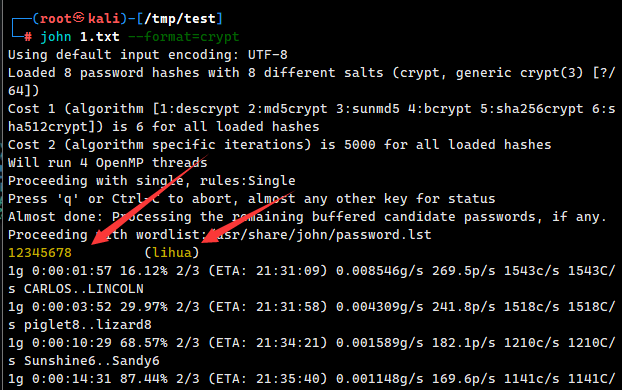 ┌──(root㉿kali)-[/tmp/test]
└─# john 1.txt --format=crypt
Using default input encoding: UTF-8
Loaded 8 password hashes with 8 different salts (crypt, generic crypt(3) [?/
64])
Cost 1 (algorithm [1:descrypt 2:md5crypt 3:sunmd5 4:bcrypt 5:sha256crypt 6:s
ha512crypt]) is 6 for all loaded hashes
Cost 2 (algorithm specific iterations) is 5000 for all loaded hashes
Will run 4 OpenMP threads
Proceeding with single, rules:Single
Press 'q' or Ctrl-C to abort, almost any other key for status
Almost done: Processing the remaining buffered candidate passwords, if any.
Proceeding with wordlist:/usr/share/john/password.lst
12345678         (lihua)
1g 0:00:01:57 16.12% 2/3 (ETA: 21:31:09) 0.008546g/s 269.5p/s 1543c/s 1543C/
s CARLOS..LINCOLN
1g 0:00:03:52 29.97% 2/3 (ETA: 21:31:58) 0.004309g/s 241.8p/s 1518c/s 1518C/
s piglet8..lizard8
1g 0:00:10:29 68.57% 2/3 (ETA: 21:34:21) 0.001589g/s 182.1p/s 1210c/s 1210C/
s Sunshine6..Sandy6
1g 0:00:14:31 87.44% 2/3 (ETA: 21:35:40) 0.001148g/s 169.6p/s 1141c/s 1141C/